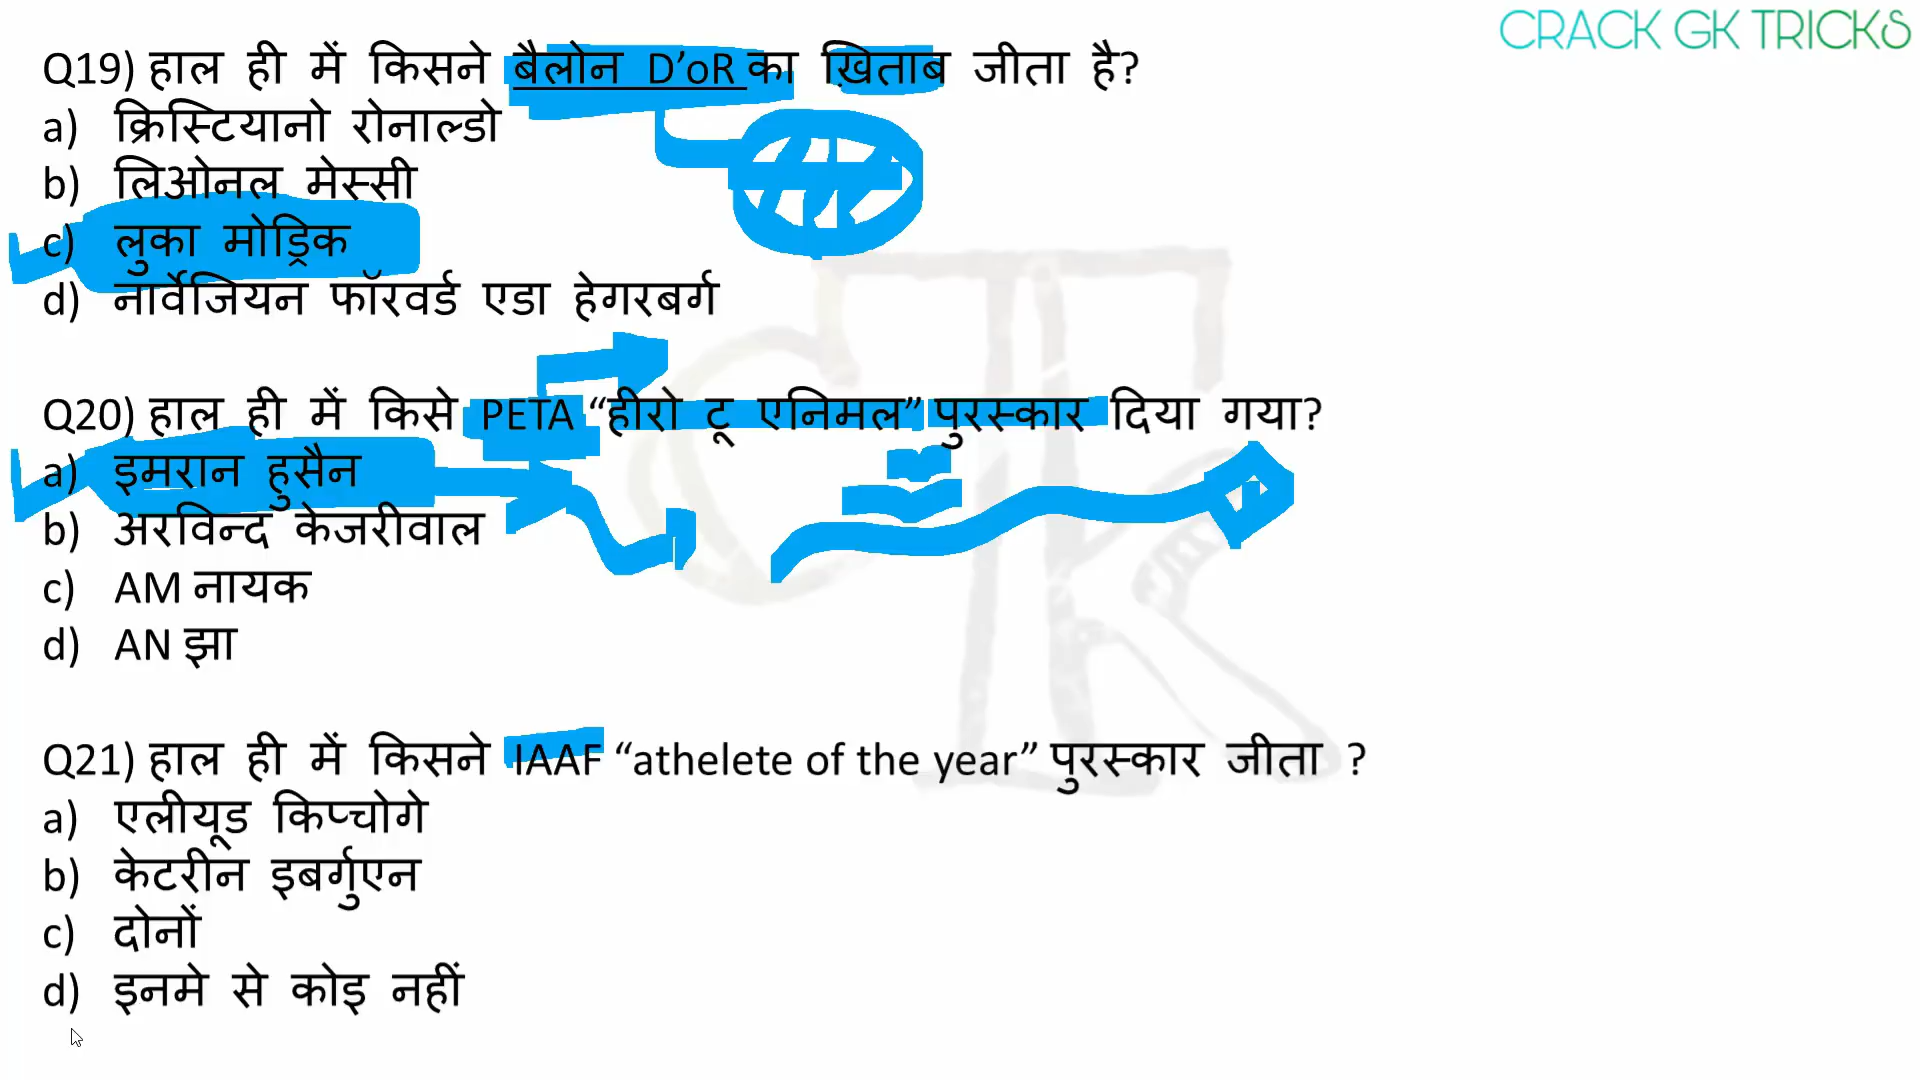 CRACK GK TRICKS
Q19) हाल ही में किसने बैलोन D’oR का ख़िताब जीता है?
a) क्रिस्टियानो रोनाल्डो
b) लिओनल मेस्सी
c) लुका मोड्रिक
d) नार्वेजियन फॉरवर्ड एडा हेगरबर्ग
Q20) हाल ही में किसे PETA “हीरो टू एनिमल” पुरस्कार दिया गया?
a) इमरान हुसैन
b) अरविन्द केजरीवाल
c) AM नायक
d) AN झा
Q21) हाल ही में किसने IAAF “athelete of the year” पुरस्कार जीता ?
a) एलीयूड किप्चोगे
b) केटरीन इबर्गुएन
c) दोनों
d) इनमे से कोइ नहीं